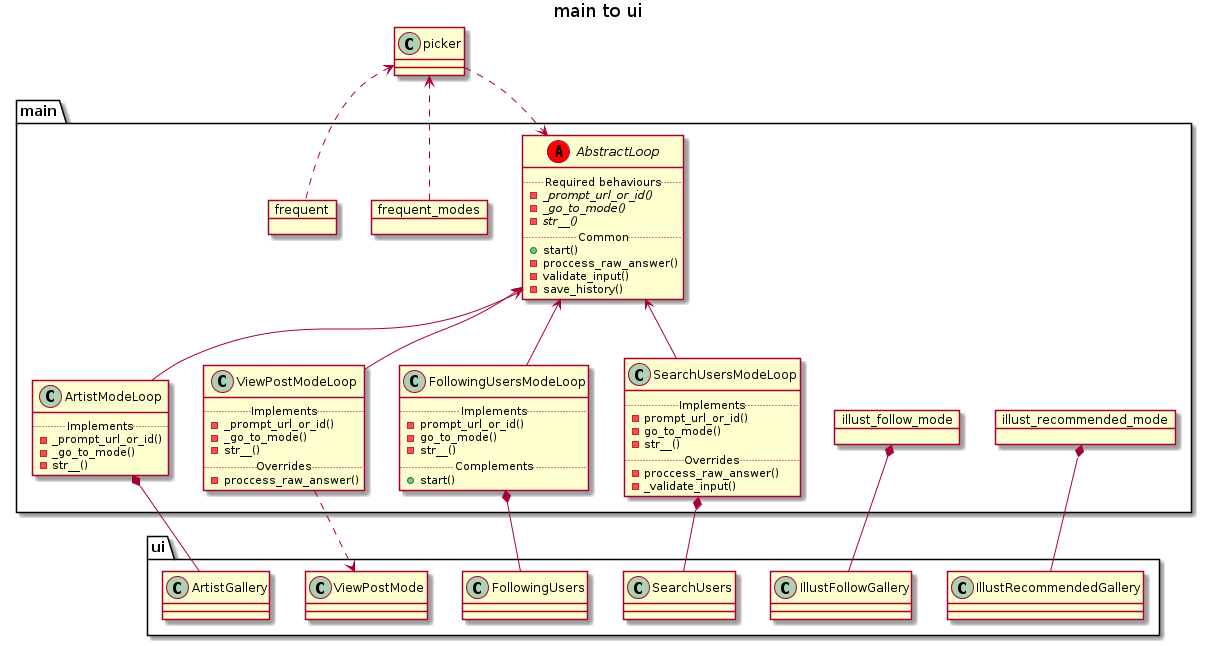 main to ui
C picker
main
A AbstractLoop
Required behaviours
_prompt_url_or_id()
_go_to_mode()
str__()
Common
start()
proccess_raw_answer()
validate_input()
save_history()
frequent
frequent_modes
C ArtistModeLoop
Implements
_prompt_url_or_id()
_go_to_mode()
str__()
C ViewPostModeLoop
Implements
_prompt_url_or_id()
_go_to_mode()
str__()
Overrides
proccess_raw_answer()
C FollowingUsersModeLoop
Implements
prompt_url_or_id()
go_to_mode()
str__()
Complements
start()
C SearchUsersModeLoop
Implements
prompt_url_or_id()
go_to_mode()
str__()
Overrides
proccess_raw_answer()
_validate_input()
illust_follow_mode
illust_recommended_mode
ui
C ArtistGallery
C ViewPostMode
C FollowingUsers
C SearchUsers
C IllustFollowGallery
C IllustRecommendedGallery